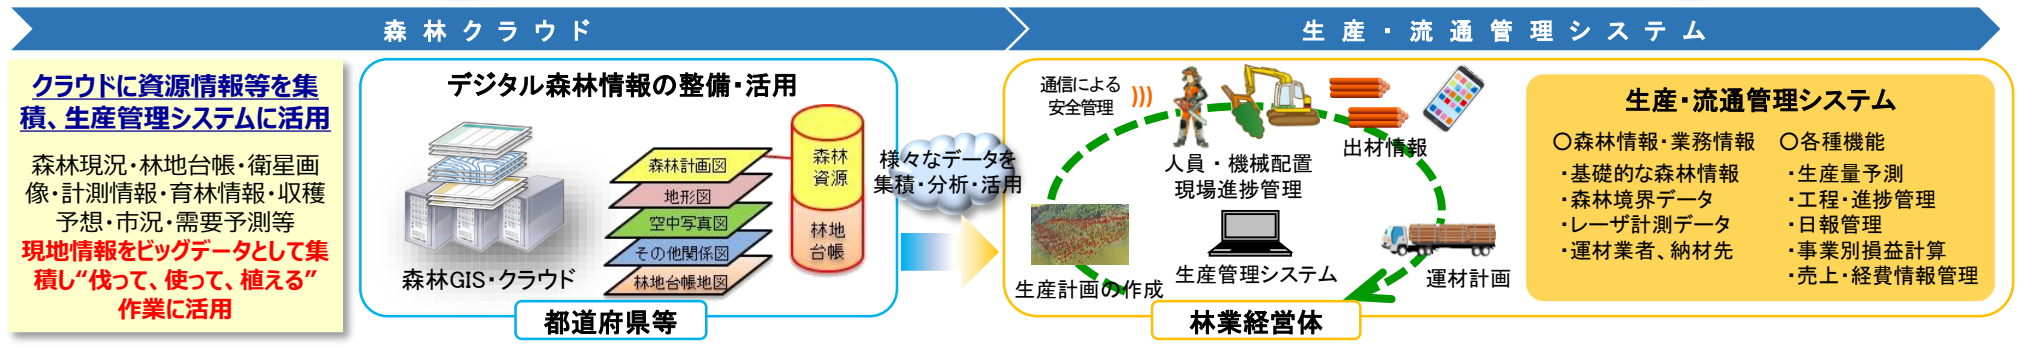 森林クラウド
生産・流通管理システム
クラウドに資源情報等を集
積、生産管理システムに活用
森林現況・林地台帳・衛星画
像・計測情報・育林情報・収穫
予想・市況・需要予測等
現地情報をビッグデータとして集
積し“伐って、使って、植える”
作業に活用
デジタル森林情報の整備・活用
森林GIS・クラウド
森林計画図
地形図
空中写真図
その他関係図
林地台帳地図
森林
資源
林地
台帳
都道府県等
様々なデータを
集積・分析・活用
通信による
安全管理
人員・機械配置
現場進捗管理
出材情報
生産計画の作成
生産管理システム
運材計画
林業経営体
生産・流通管理システム
〇森林情報・業務情報
・基礎的な森林情報
・森林境界データ
・レーザ計測データ
・運材業者、納材先
〇各種機能
・生産量予測
・工程・進捗管理
・日報管理
・事業別損益計算
・売上・経費情報管理